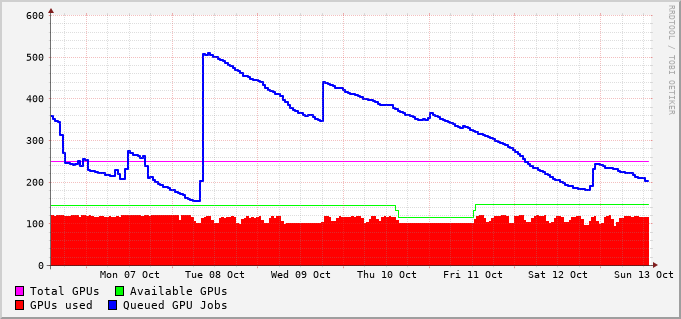 RRDTOOL / TOBI OETIKER
600
500
400
300
200
100
0
Mon 07 Oct Tue 08 Oct Wed 09 Oct Thu 10 Oct Fri 11 Oct Sat 12 Oct Sun 13 Oct
Total GPUs Available GPUs
GPUs used Queued GPU Jobs